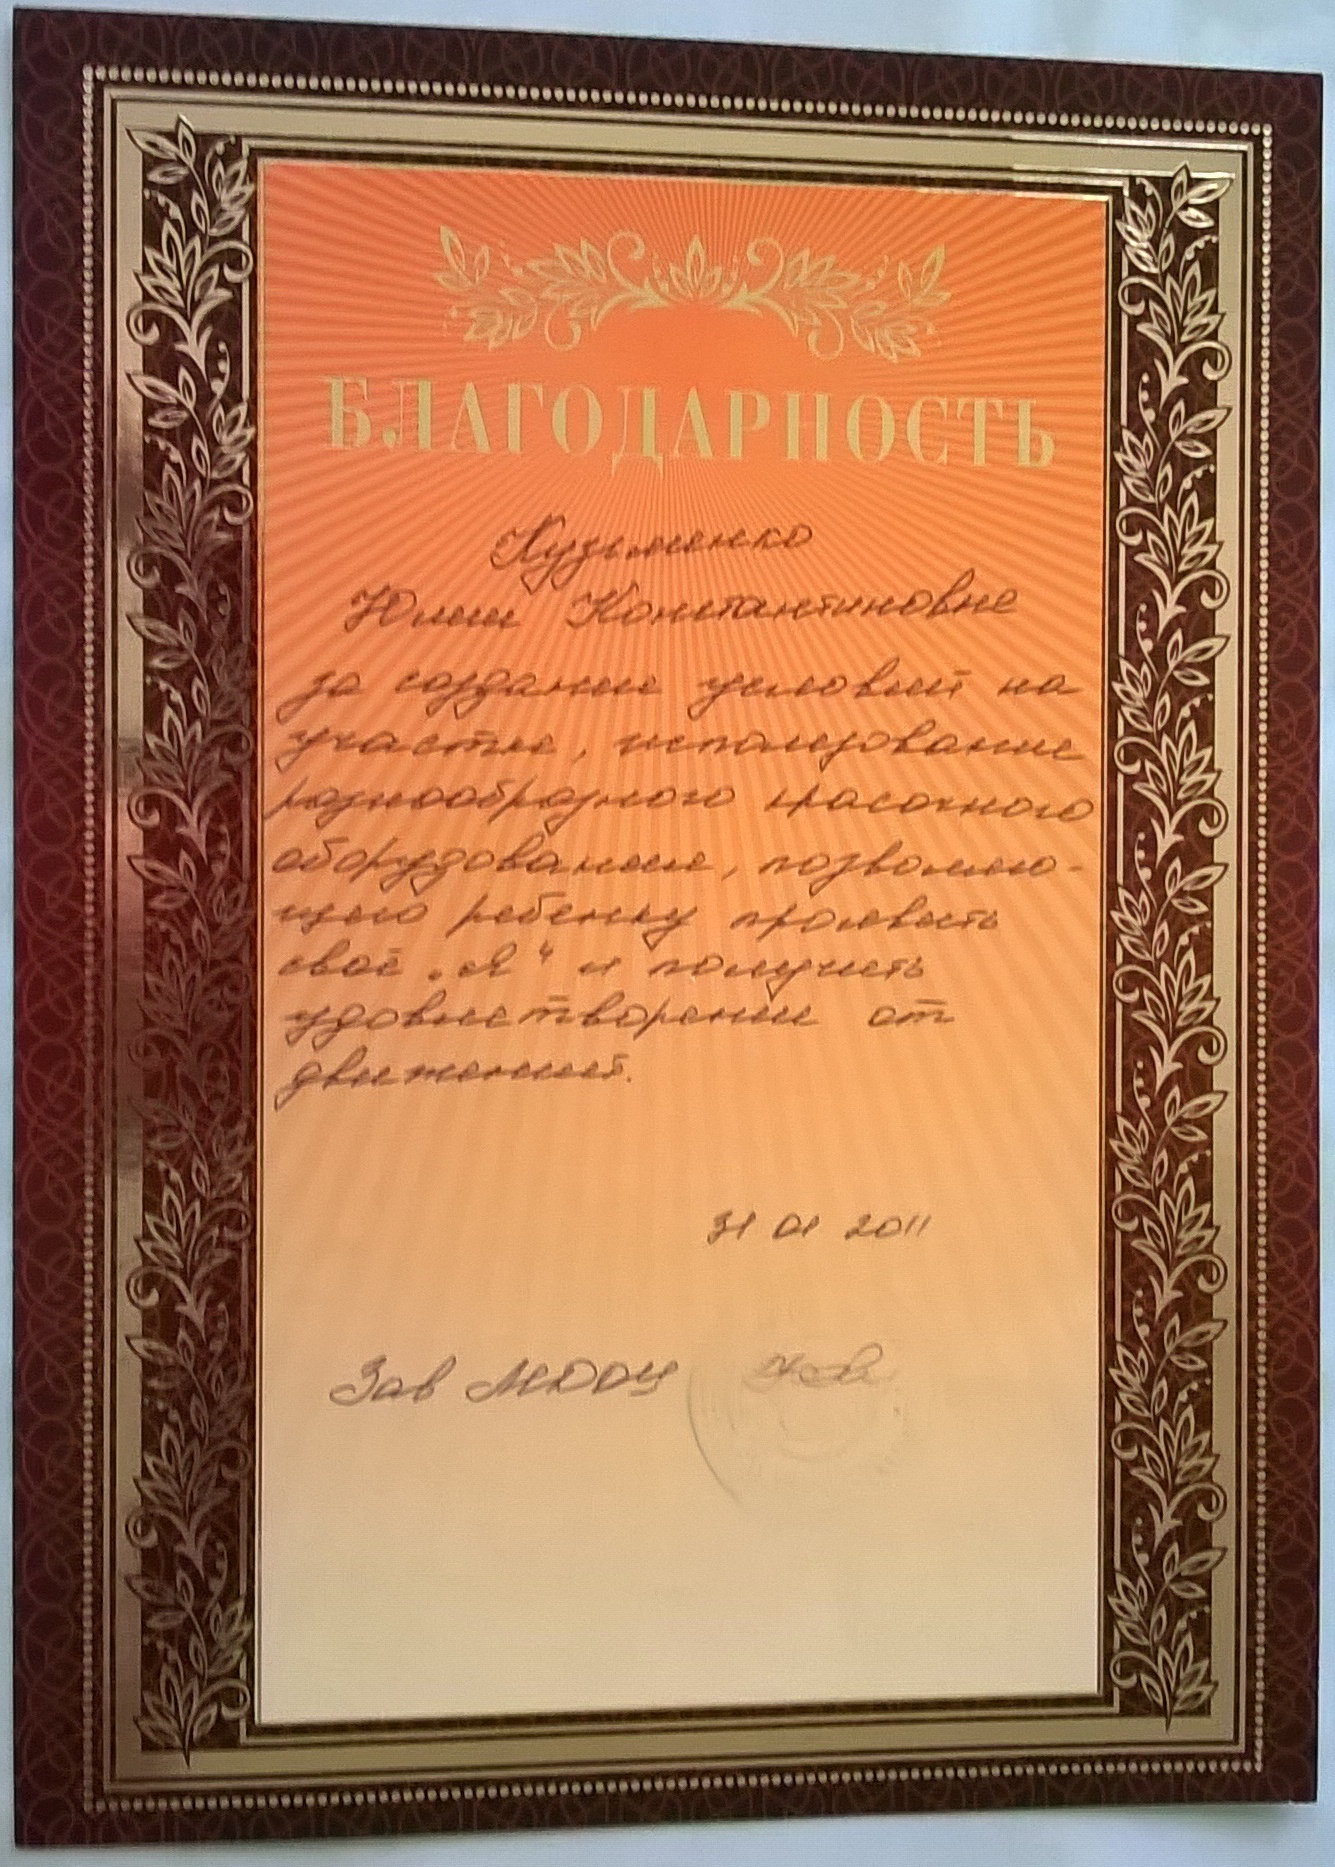 БЛАГОДАРНОСТЬ
Кузьменко
Юлии Константиновне
за создание условий на
участке, использование
разнообразного красочного
оборудования, позволяю-
щего ребенку проявить
своё „Я“ и получить
удовлетворение от
движений.
31 01 2011
Зав МДОУ